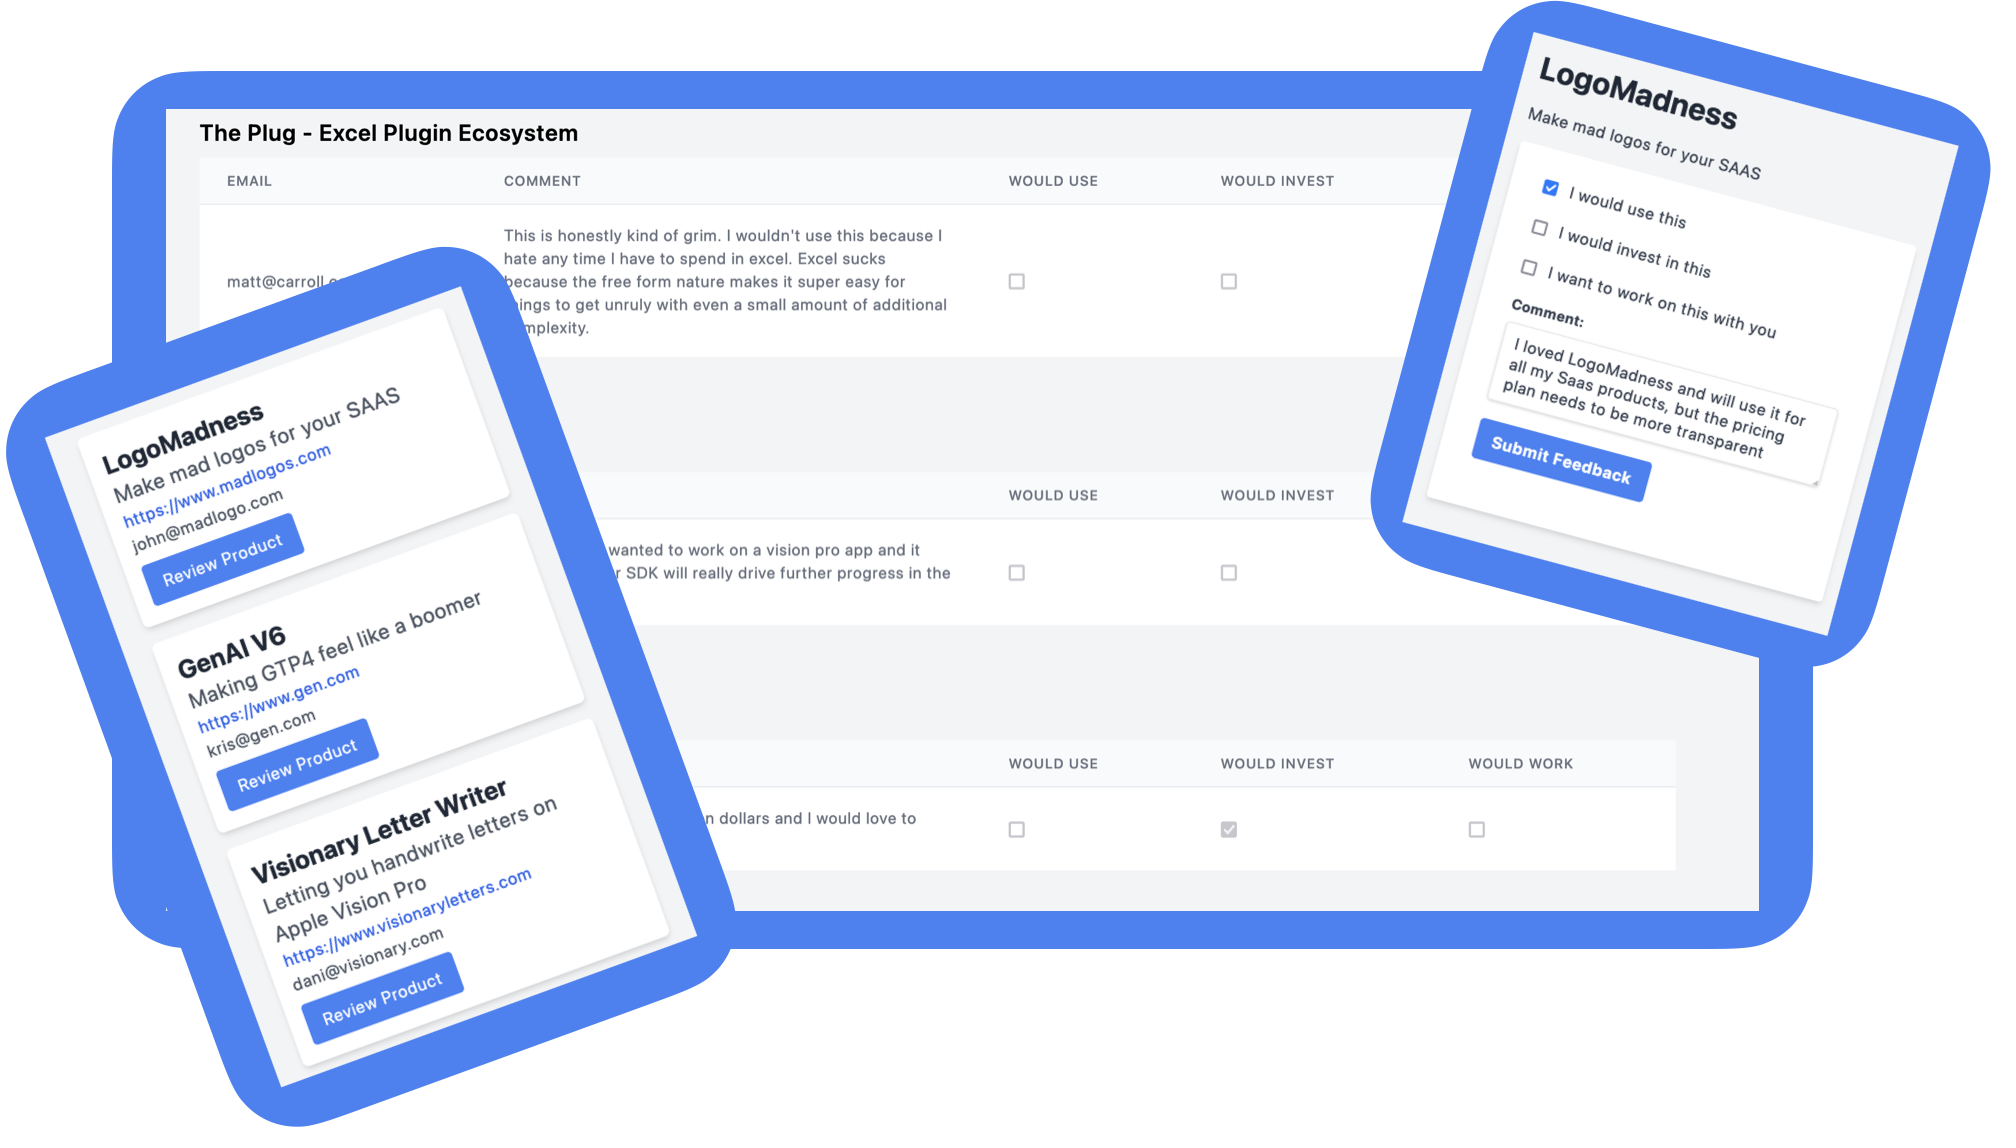 The Plug - Excel Plugin Ecosystem
EMAIL COMMENT WOULD USE WOULD INVEST
This is honestly kind of grim. I wouldn't use this because I
hate any time I have to spend in excel. Excel sucks
matt@carroll because the free form nature makes it super easy for
to get unruly with even a small amount of additional
WOULD USE WOULD INVEST
wanted to work on a vision pro app and it
SDK will really drive further progress in the
WOULD USE WOULD INVEST WOULD WORK
dollars and I would love to
LogoMadness
Make mad logos for your SAAS
https://www.madlogos.com
john@madlogo.com
Review Product
GenAI V6
Making GTP4 feel like a boomer
https://www.gen.com
kris@gen.com
Review Product
Visionary Letter Writer
Letting you handwrite letters on
Apple Vision Pro
https://www.visionaryletters.com
dani@visionary.com
Review Product
LogoMadness
Make mad logos for your SAAS
I would use this
I would invest in this
I want to work on this with you
Comment:
I loved LogoMadness and will use it for
all my Saas products, but the pricing
plan needs to be more transparent
Submit Feedback